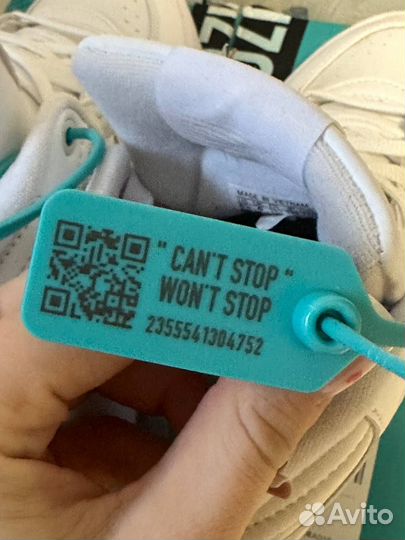 " CAN'T STOP "
WON'T STOP
2355541304752
Avito